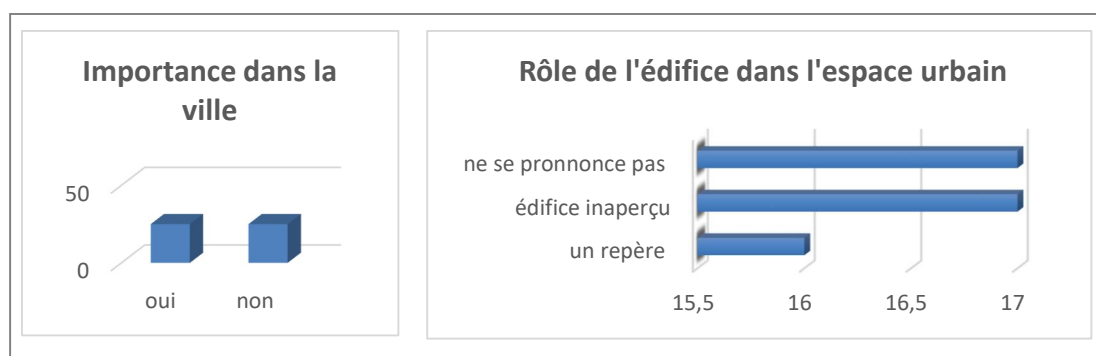 Importance dans la
ville
50
0
oui non
Rôle de l'édifice dans l'espace urbain
ne se pronnonce pas
édifice inaperçu
un repère
15,5 16 16,5 17